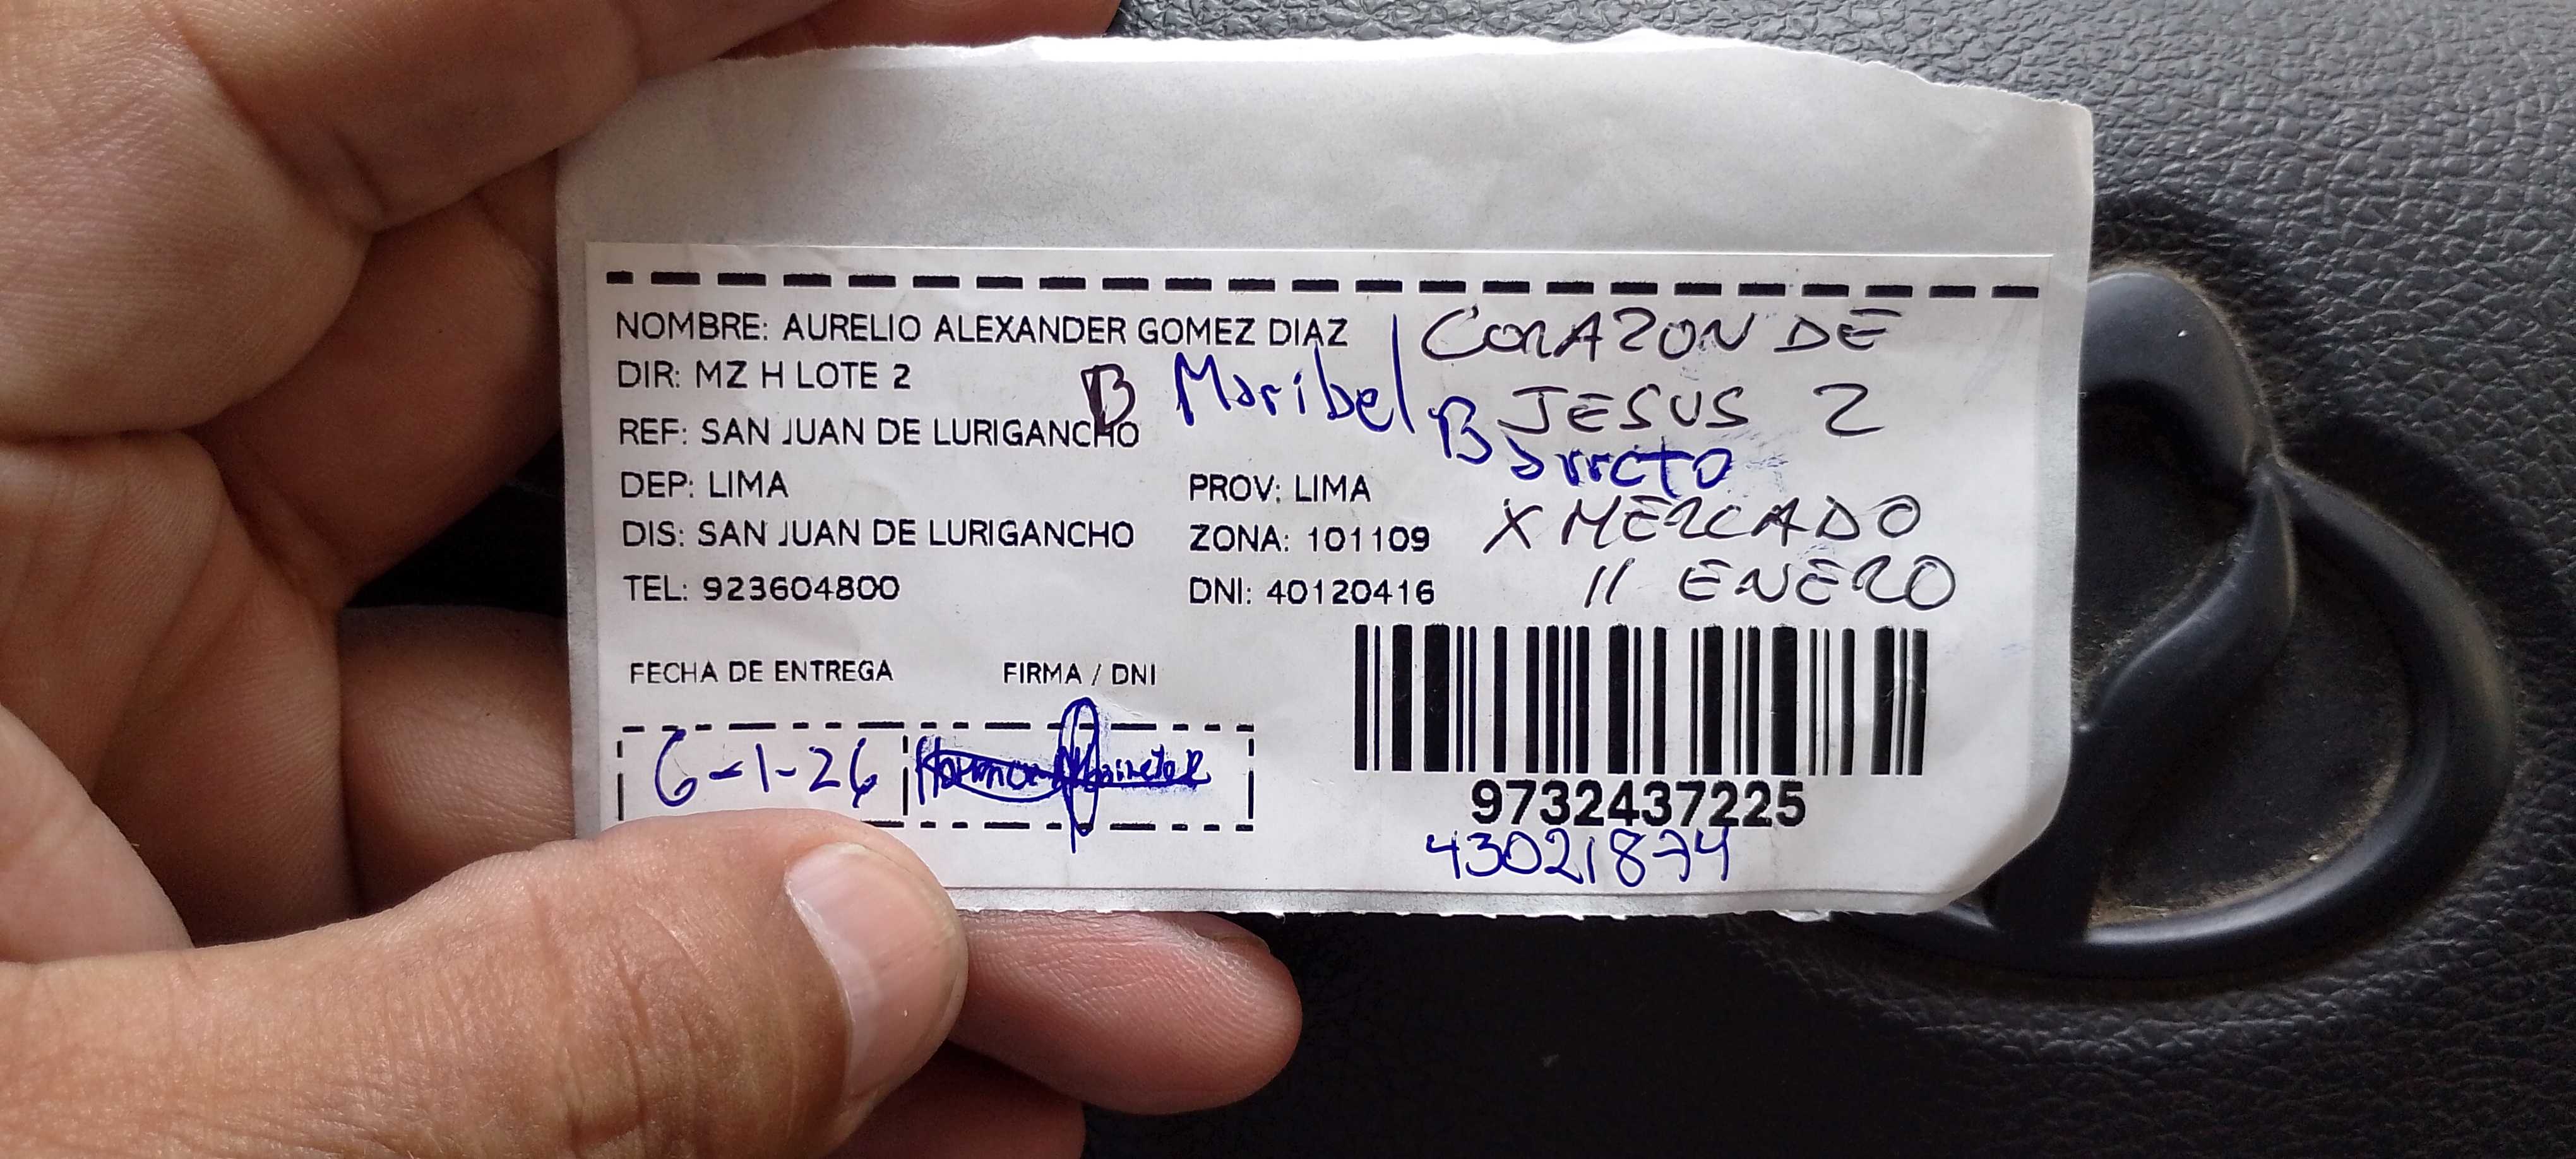 NOMBRE: AURELIO ALEXANDER GOMEZ DIAZ
CORAZON DE
DIR: MZ H LOTE 2
B
Maribel
JESUS 2
REF: SAN JUAN DE LURIGANCHO
Barreto
DEP: LIMA
PROV: LIMA
X MERCADO
DIS: SAN JUAN DE LURIGANCHO
ZONA: 101109
11 ENERO
TEL: 923604800
DNI: 40120416
FECHA DE ENTREGA
FIRMA / DNI
6-1-26
9732437225
43021874